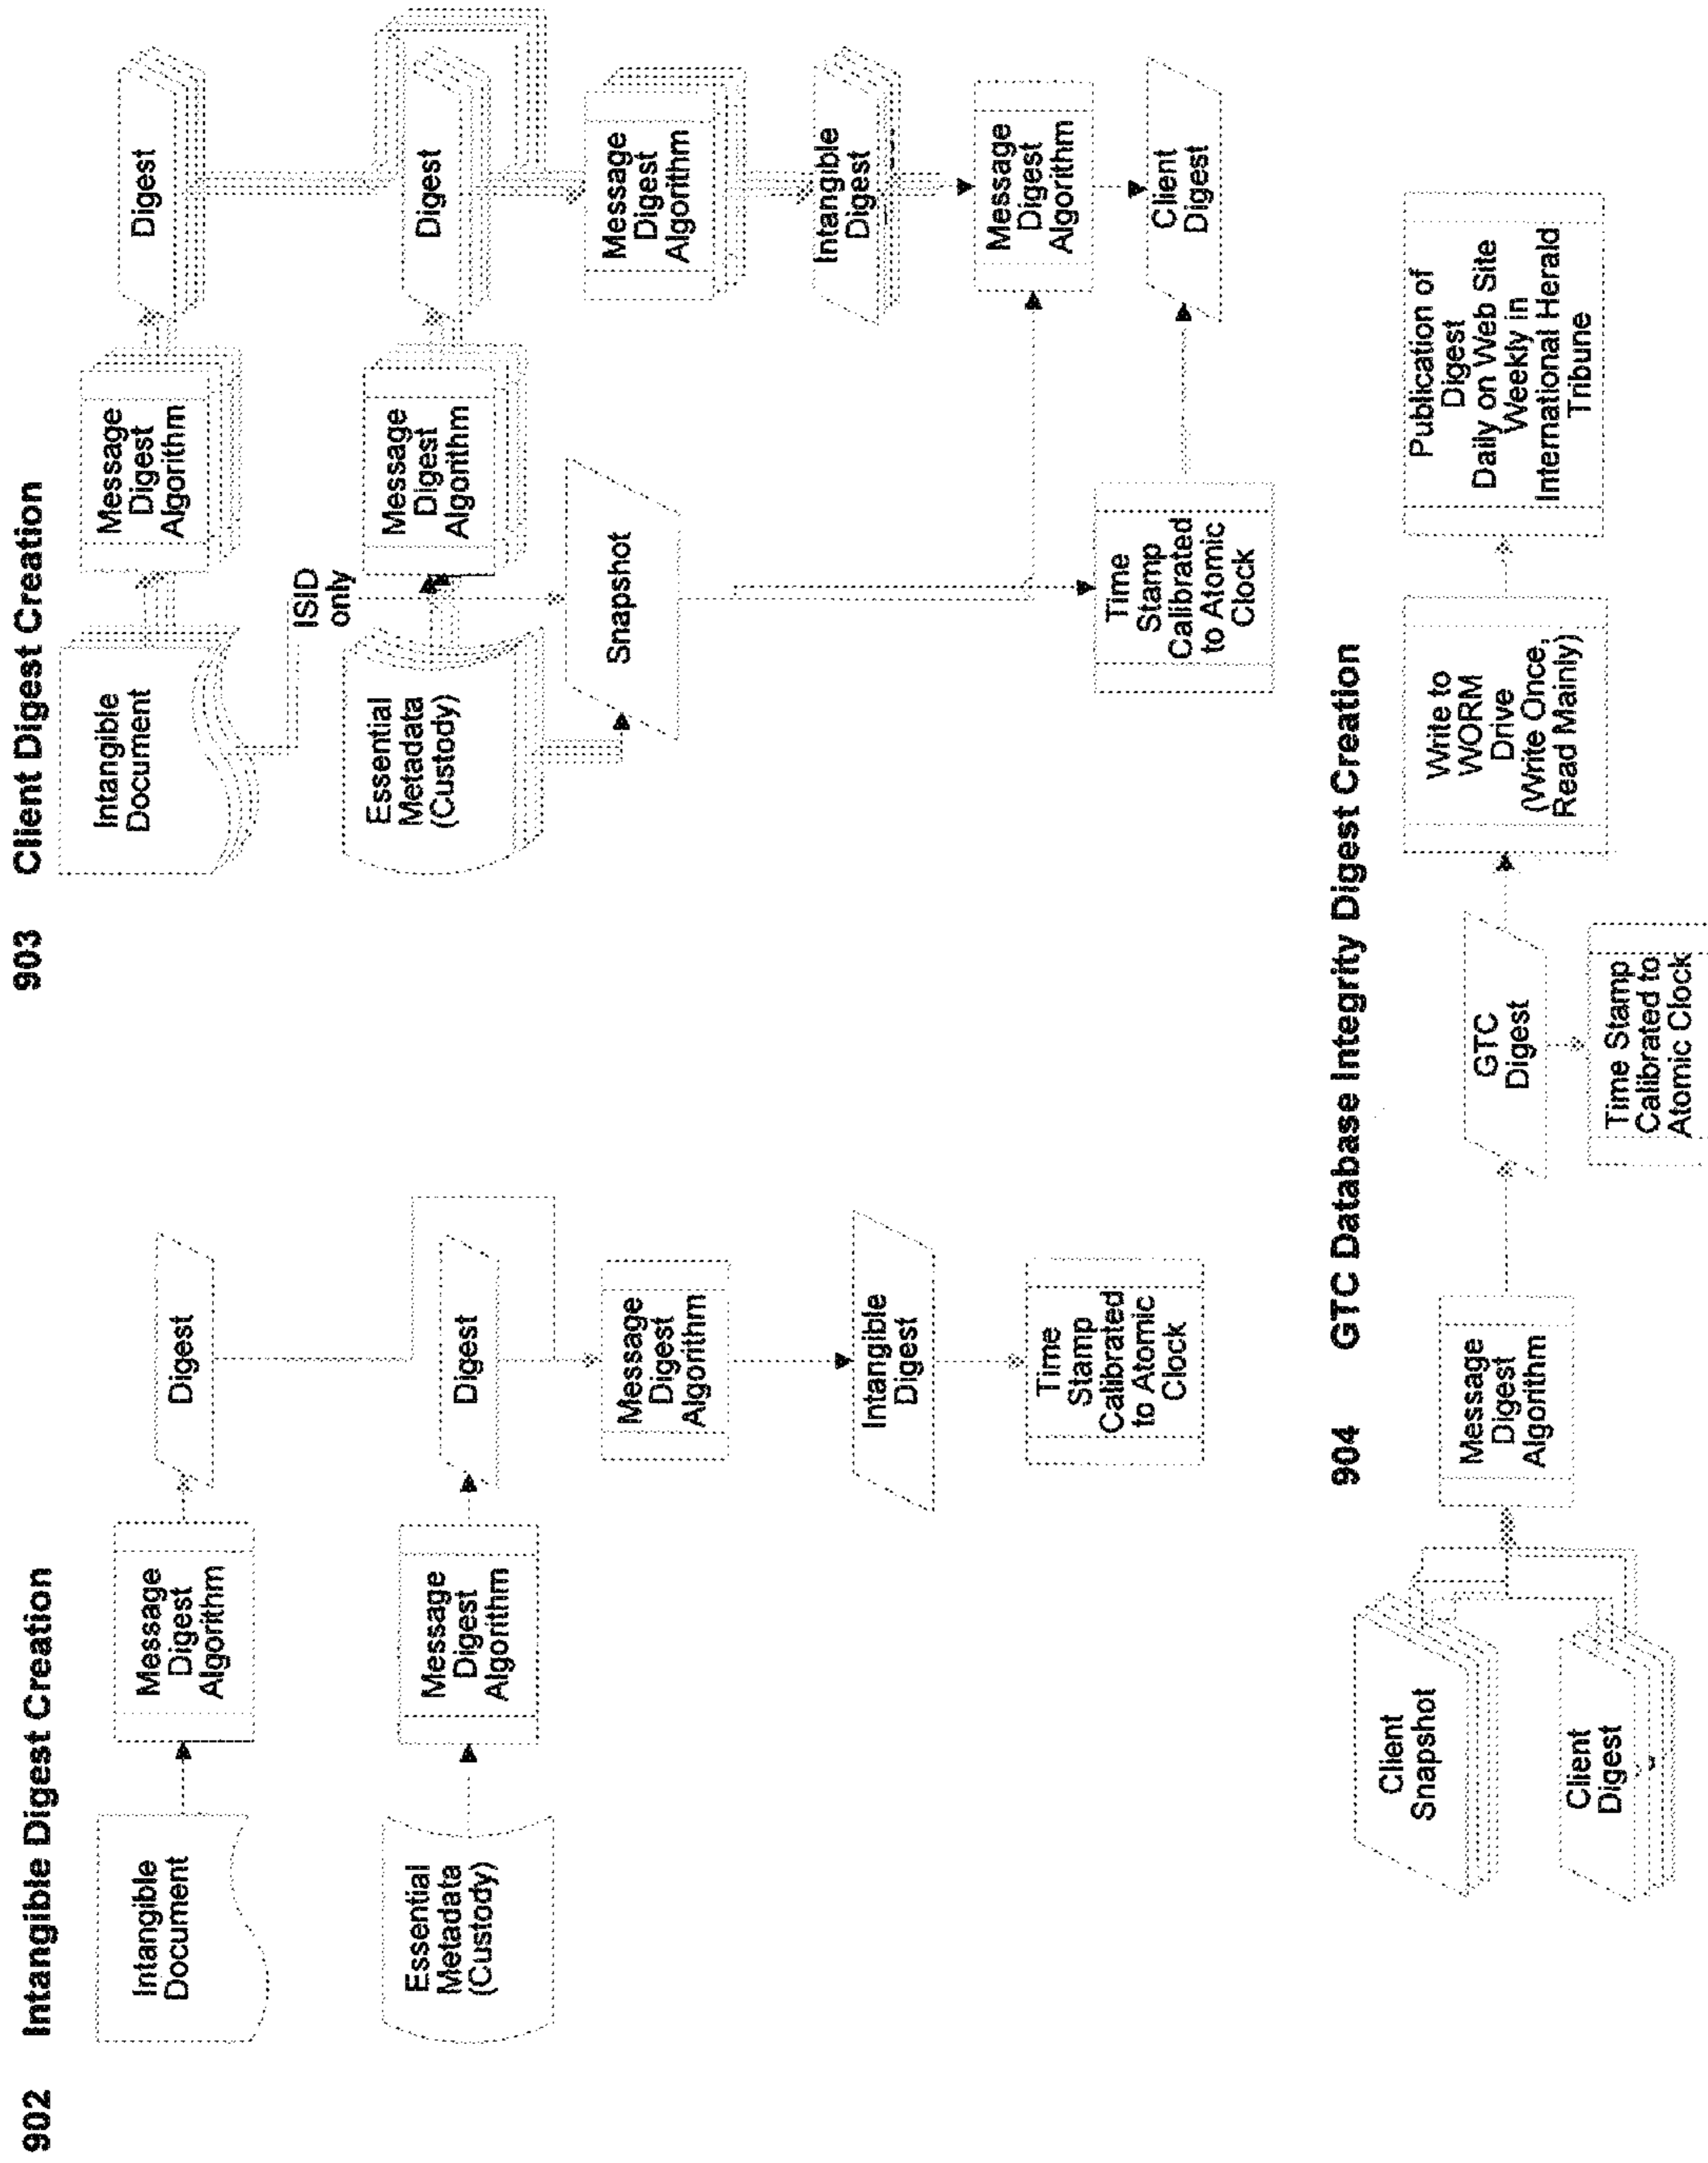 902 Intangible Digest Creation
Intangible
Document
Message
Digest
Algorithm
Digest
Essential
Metadata
(Custody)
Message
Digest
Algorithm
Digest
Message
Digest
Algorithm
Intangible
Digest
Time
Stamp
Calibrated
to Atomic
Clock
903 Client Digest Creation
Intangible
Document
Message
Digest
Algorithm
Digest
ISID
only
Essential
Metadata
(Custody)
Message
Digest
Algorithm
Digest
Snapshot
Message
Digest
Algorithm
Intangible
Digest
Message
Digest
Algorithm
Time
Stamp
Calibrated
to Atomic
Clock
Client
Digest
904 GTC Database Integrity Digest Creation
Client
Snapshot
Client
Digest
Message
Digest
Algorithm
GTC
Digest
Time Stamp
Calibrated to
Atomic Clock
Write to
WORM
Drive
(Write Once,
Read Mainly)
Publication of
Digest
Daily on Web Site
Weekly in
International Herald
Tribune